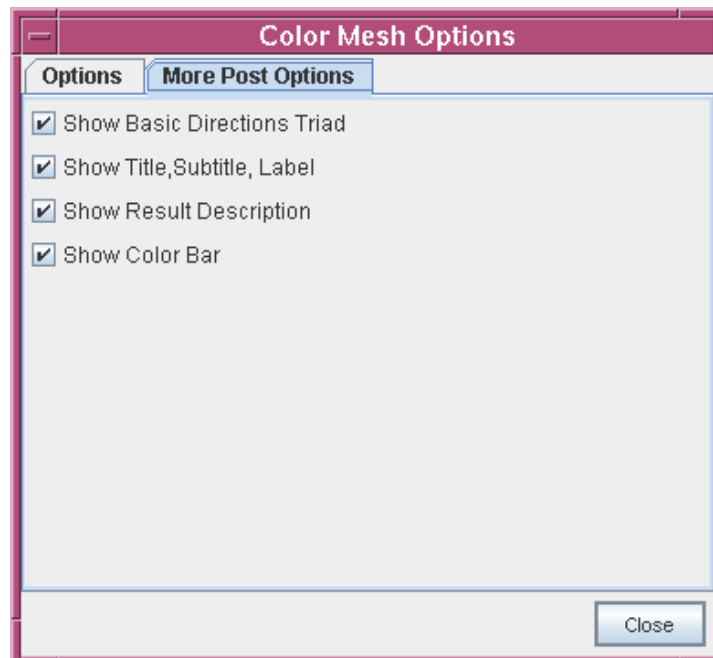 Color Mesh Options
Options More Post Options
Show Basic Directions Triad
Show Title,Subtitle, Label
Show Result Description
Show Color Bar
Close